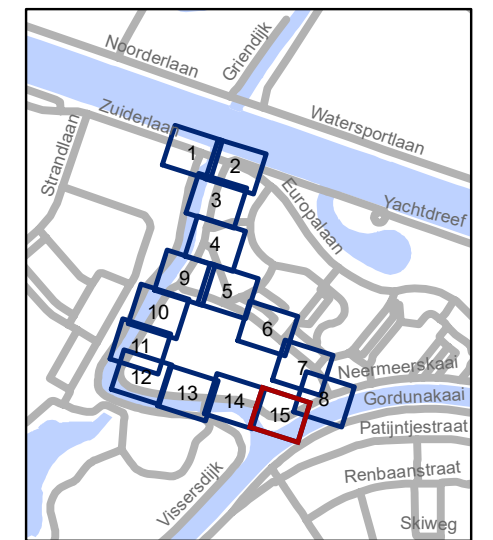 Noorderlaan
Griendijk
Watersportlaan
Zuiderlaan
Strandlaan
Europalaan
Yachtdreef
1
2
3
4
9
5
10
6
11
7
Neermeerskaai
12
13
14
8
Gordunakaai
15
Patijntjestraat
Renbaanstraat
Vissersdijk
Skiweg